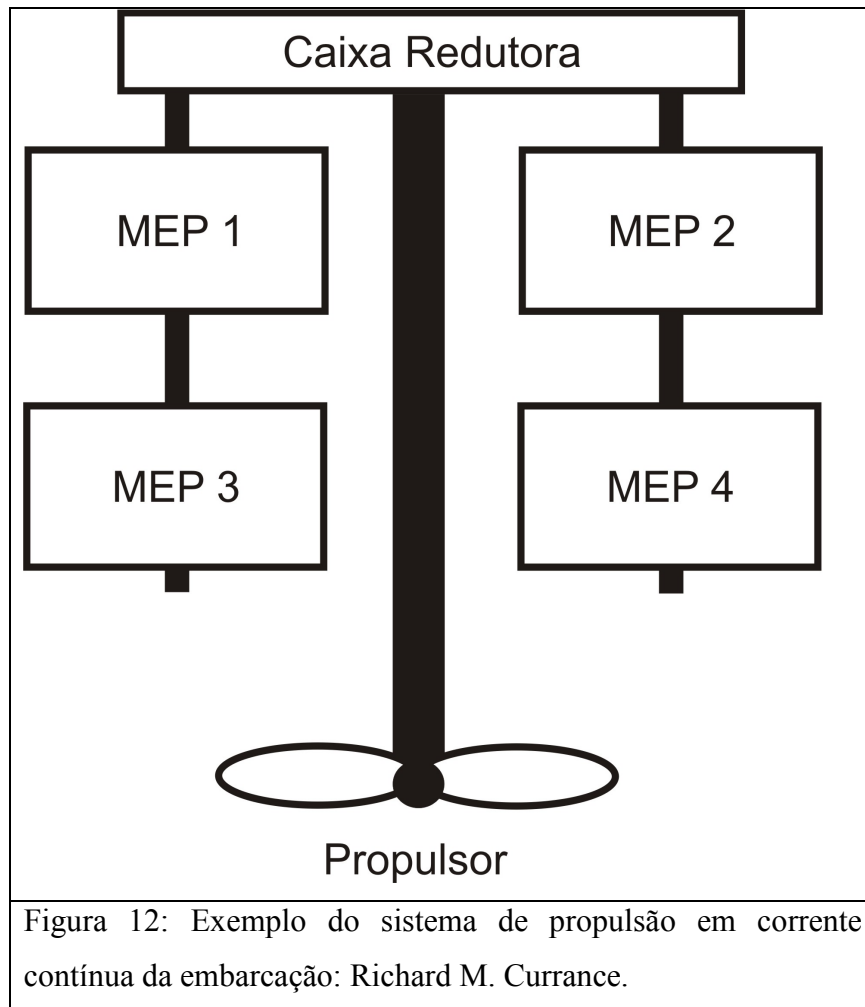 Caixa Redutora
MEP 1
MEP 2
MEP 3
MEP 4
Propulsor
Figura 12: Exemplo do sistema de propulsão em corrente
contínua da embarcação: Richard M. Currance.